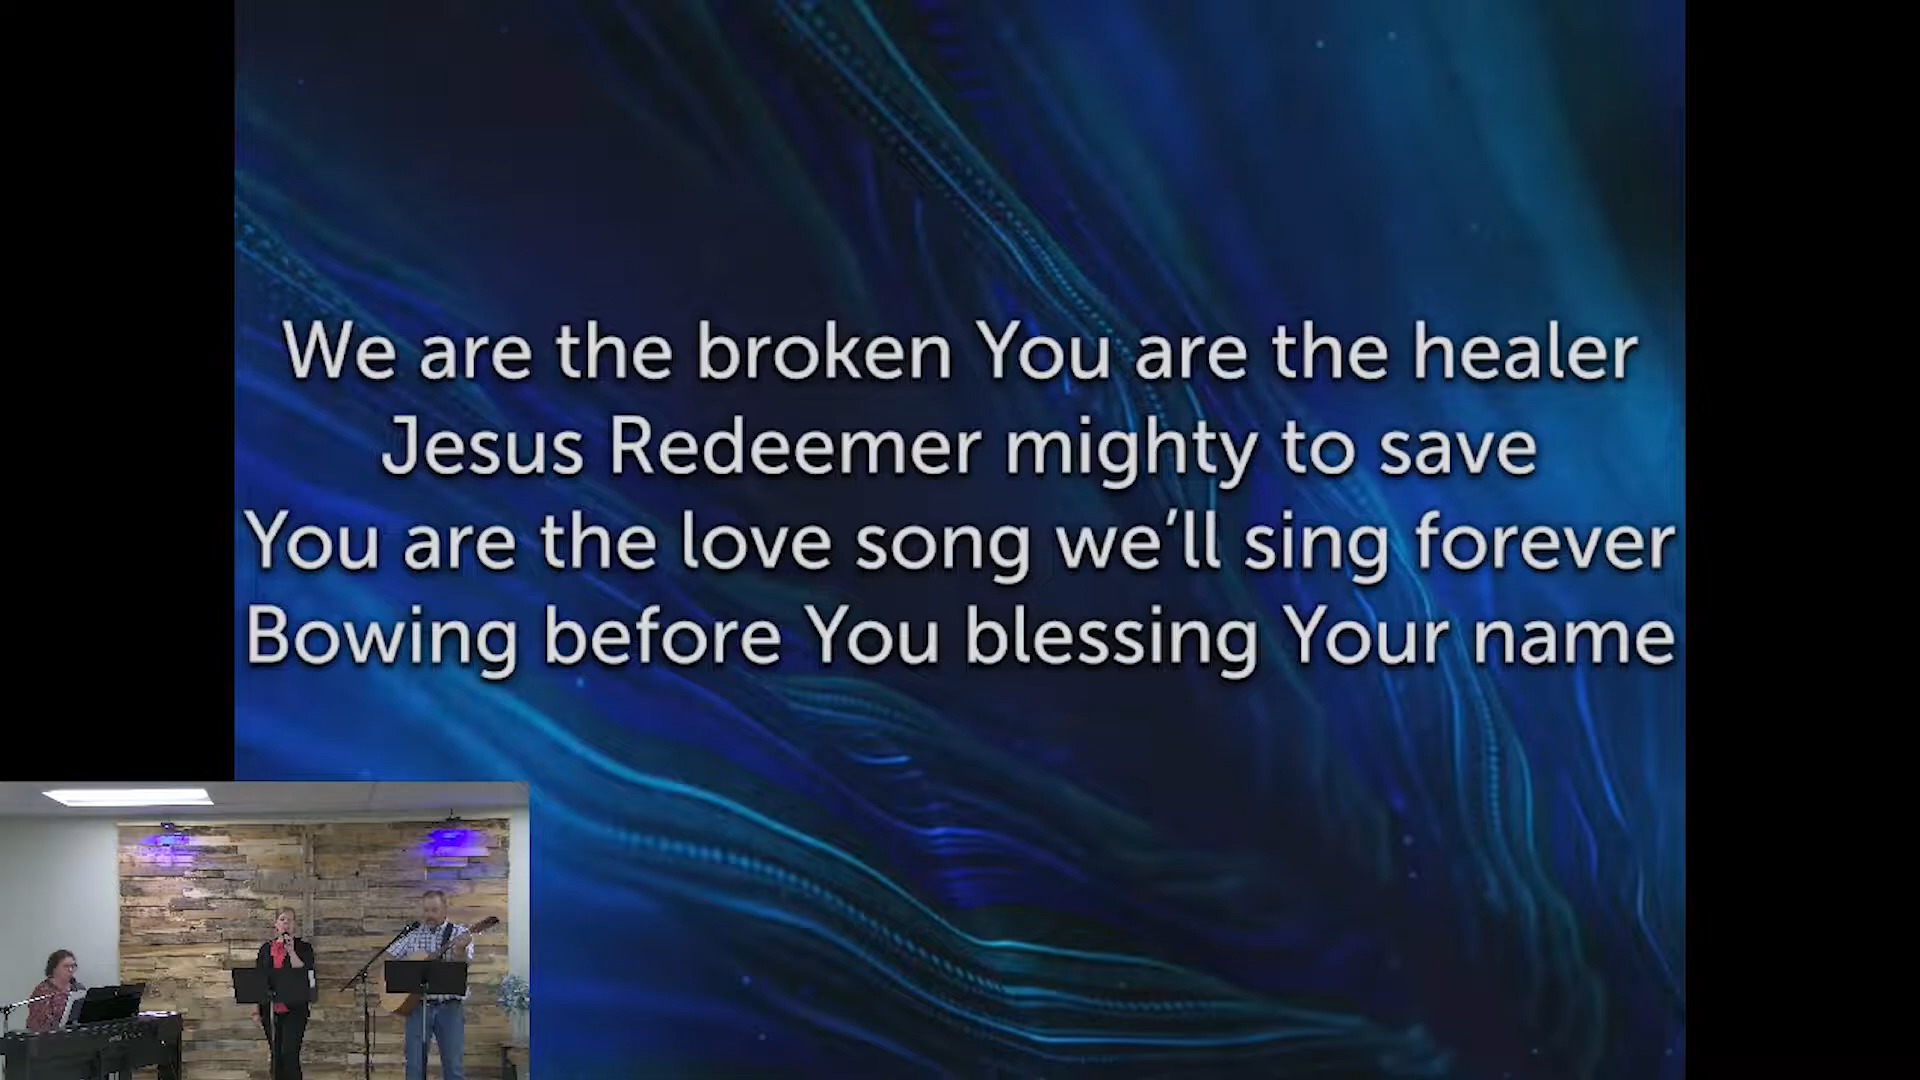 We are the broken You are the healer
Jesus Redeemer mighty to save
You are the love song we’ll sing forever
Bowing before You blessing Your name